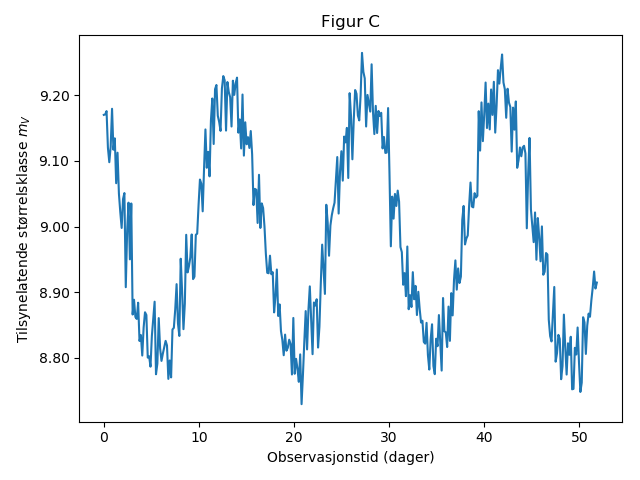 Figur C
Tilsynelatende størrelsklasse m_V
9.20
9.10
9.00
8.90
8.80
0 10 20 30 40 50
Observasjonstid (dager)